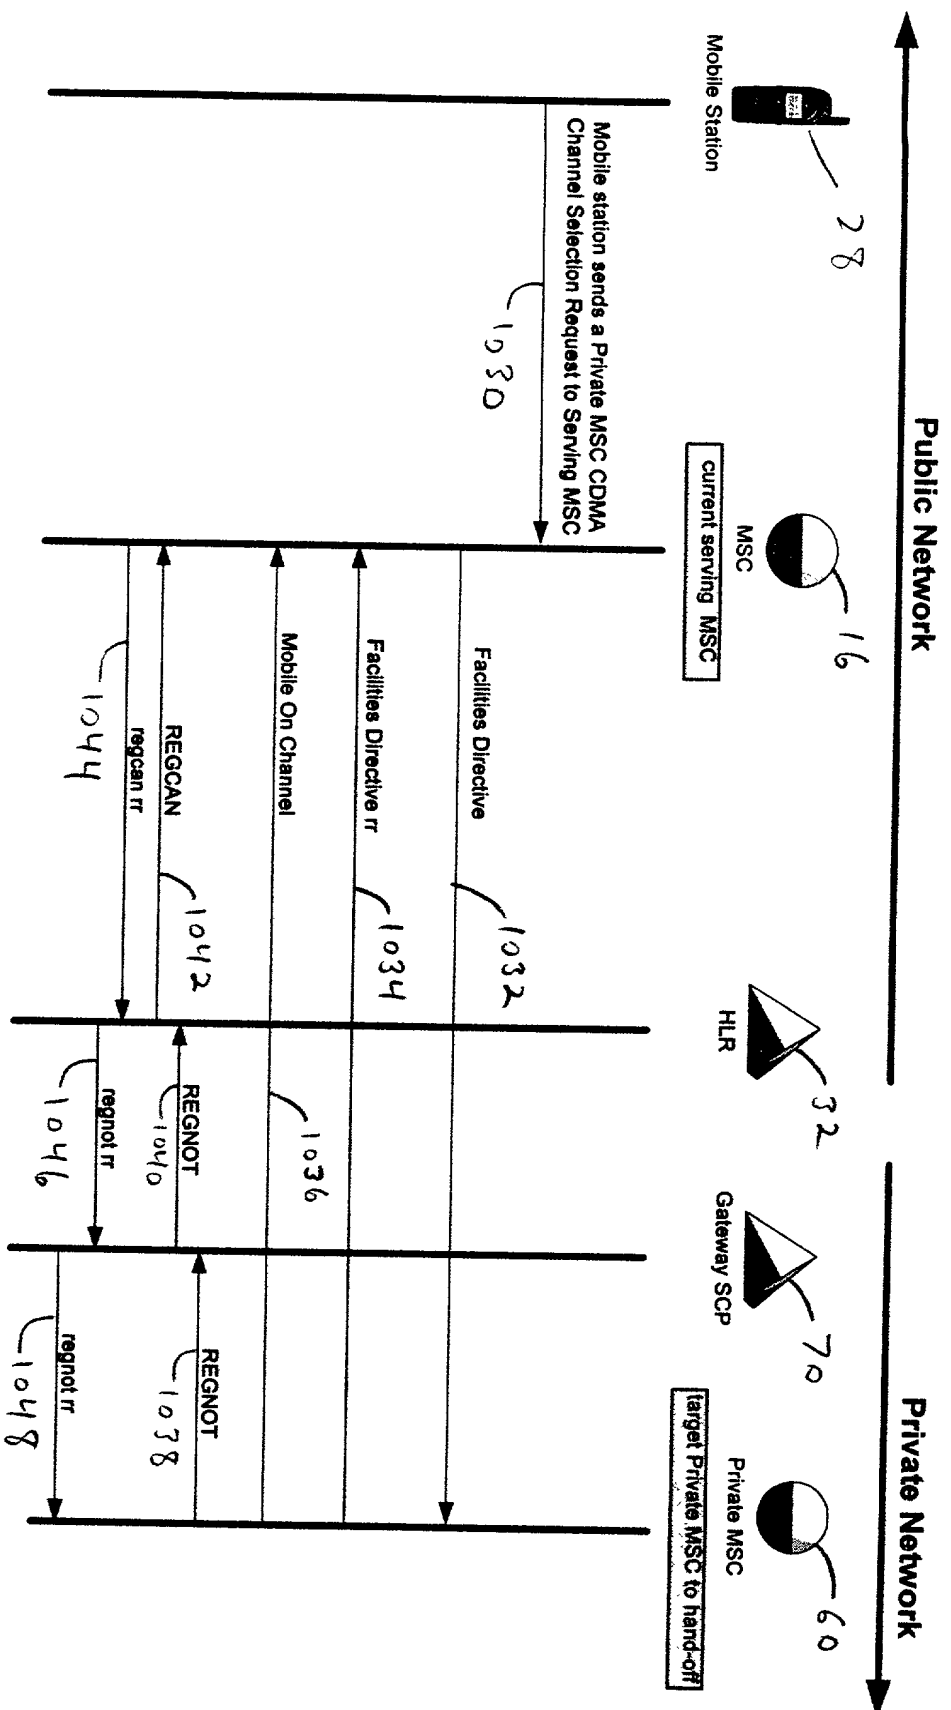 Public Network
Private Network
28
16
32
70
60
Mobile Station
MSC
HLR
Gateway SCP
Private MSC
current serving MSC
target Private MSC to hand-off
Mobile station sends a Private MSC CDMA
Channel Selection Request to Serving MSC
1030
Facilities Directive
1032
Facilities Directive rr
1034
Mobile On Channel
1036
REGNOT
1038
REGNOT
1040
REGCAN
1042
regcan rr
1044
regnot rr
1046
regnot rr
1048